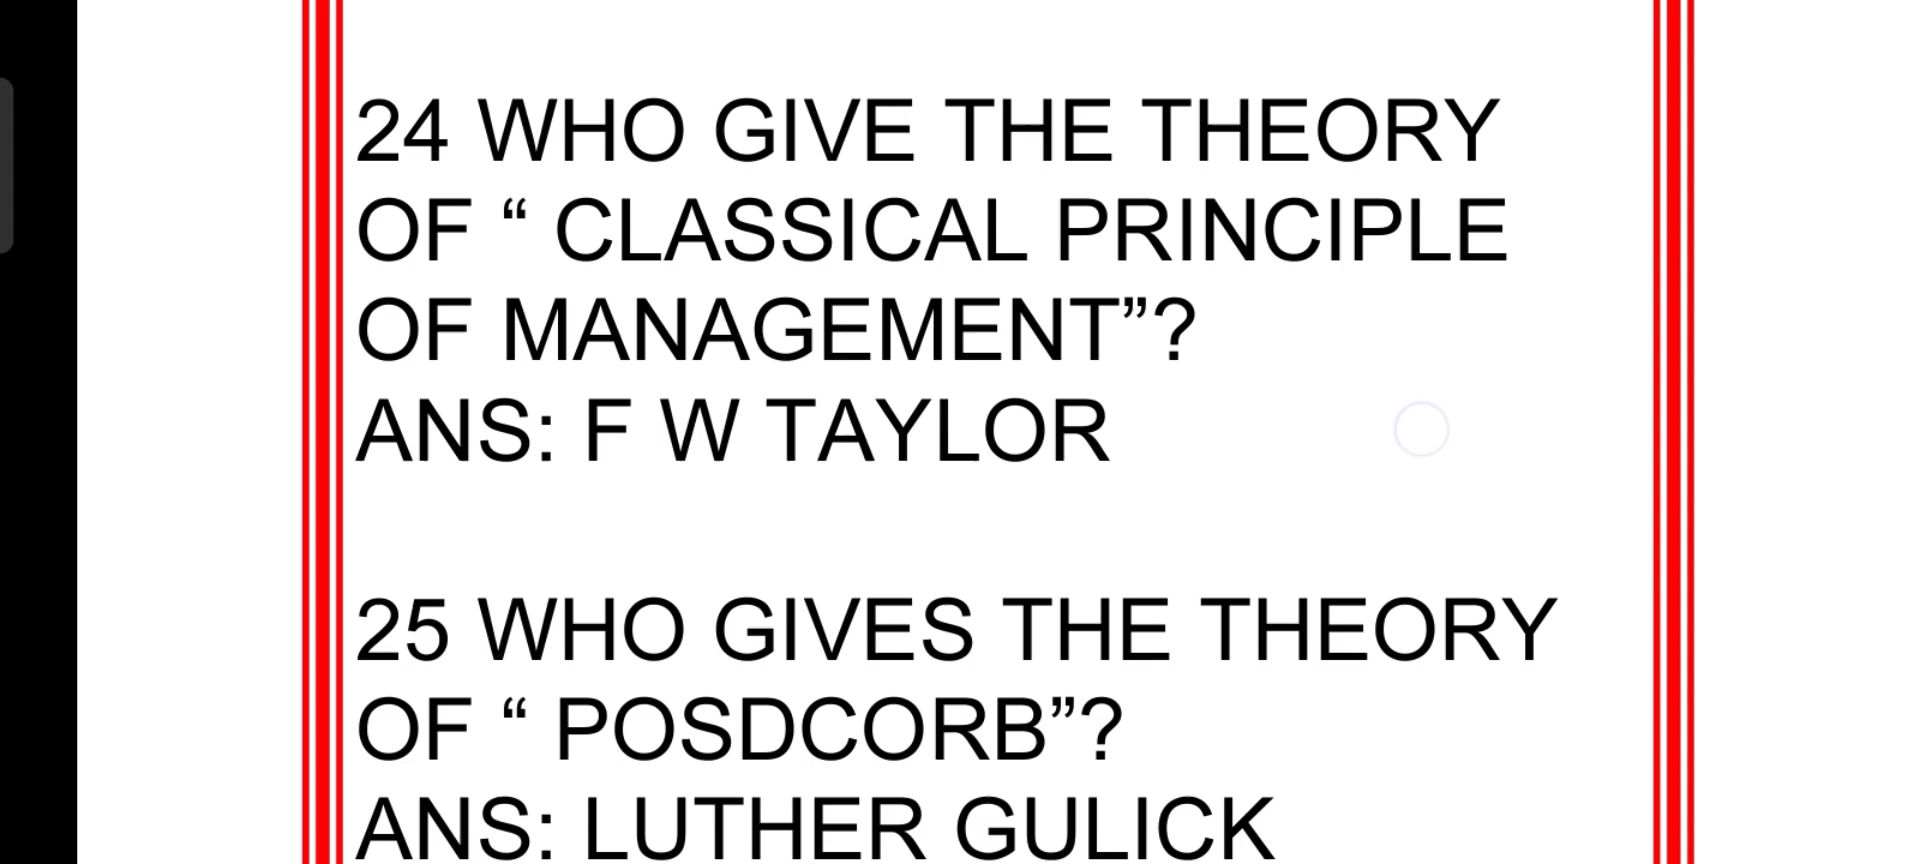 24 WHO GIVE THE THEORY
OF “ CLASSICAL PRINCIPLE
OF MANAGEMENT”?
ANS: F W TAYLOR
25 WHO GIVES THE THEORY
OF “ POSDCORB”?
ANS: LUTHER GULICK